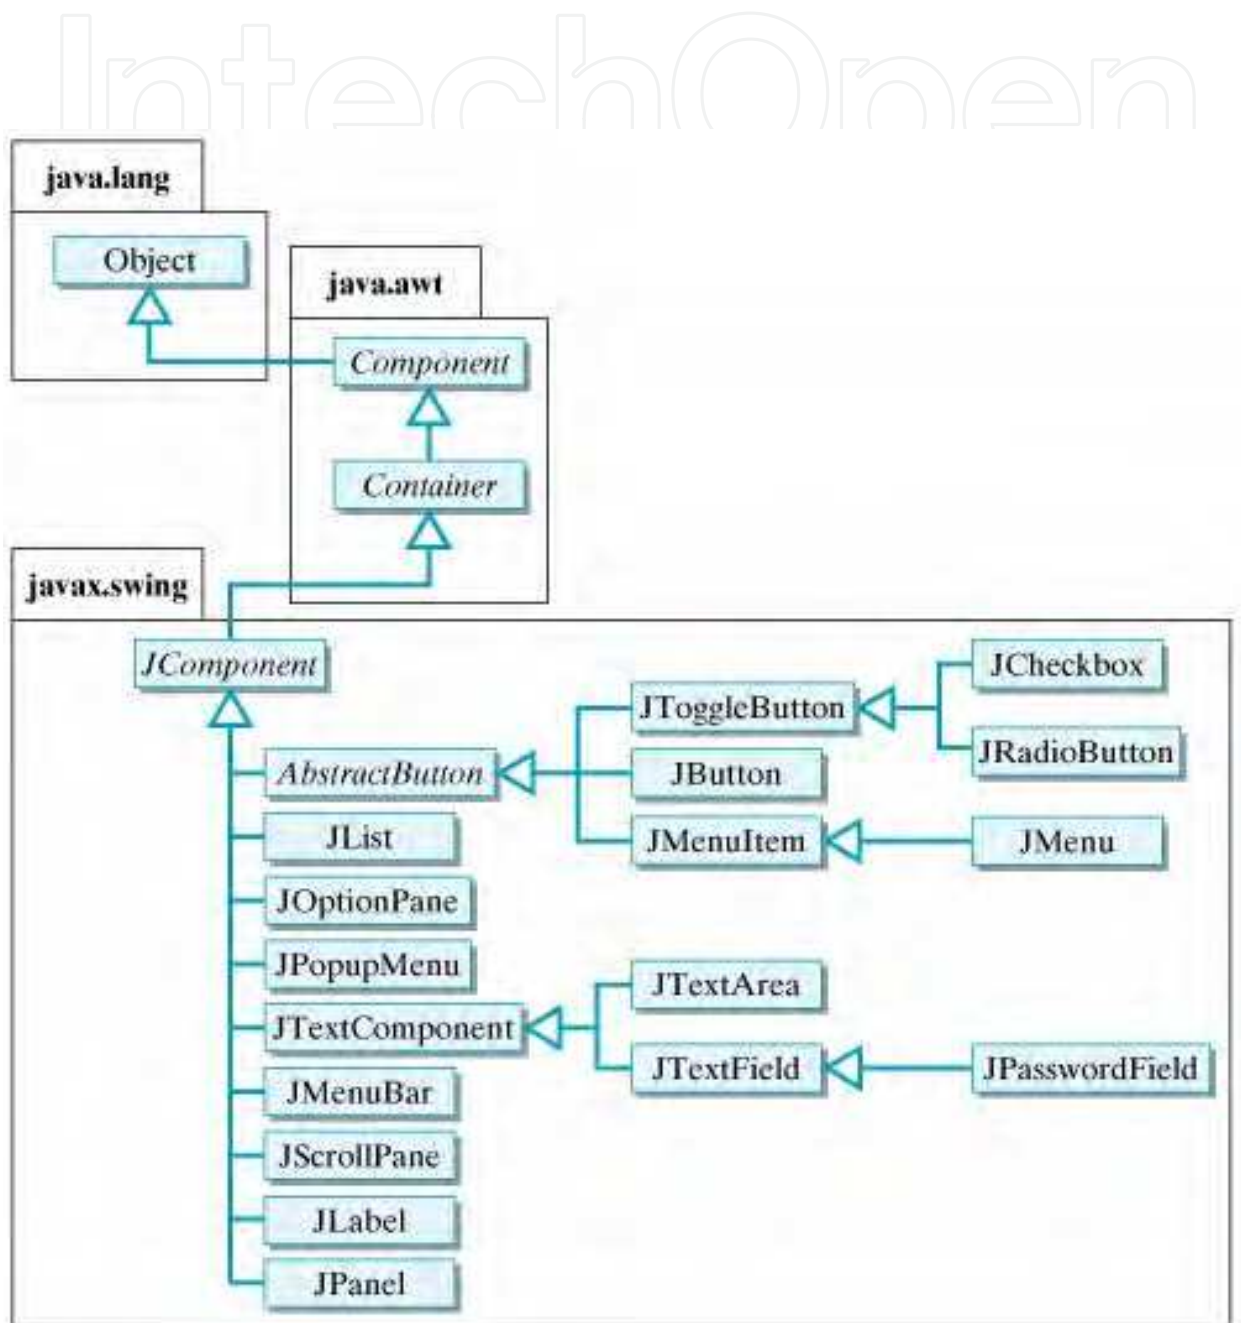 IntechOpen
java.lang
Object
java.awt
Component
Container
javax.swing
JComponent
JCheckbox
JToggleButton
JRadioButton
AbstractButton
JButton
JList
JMenuItem
JMenu
JOptionPane
JPopupMenu
JTextArea
JTextComponent
JTextField
JPasswordField
JMenuBar
JScrollPane
JLabel
JPanel